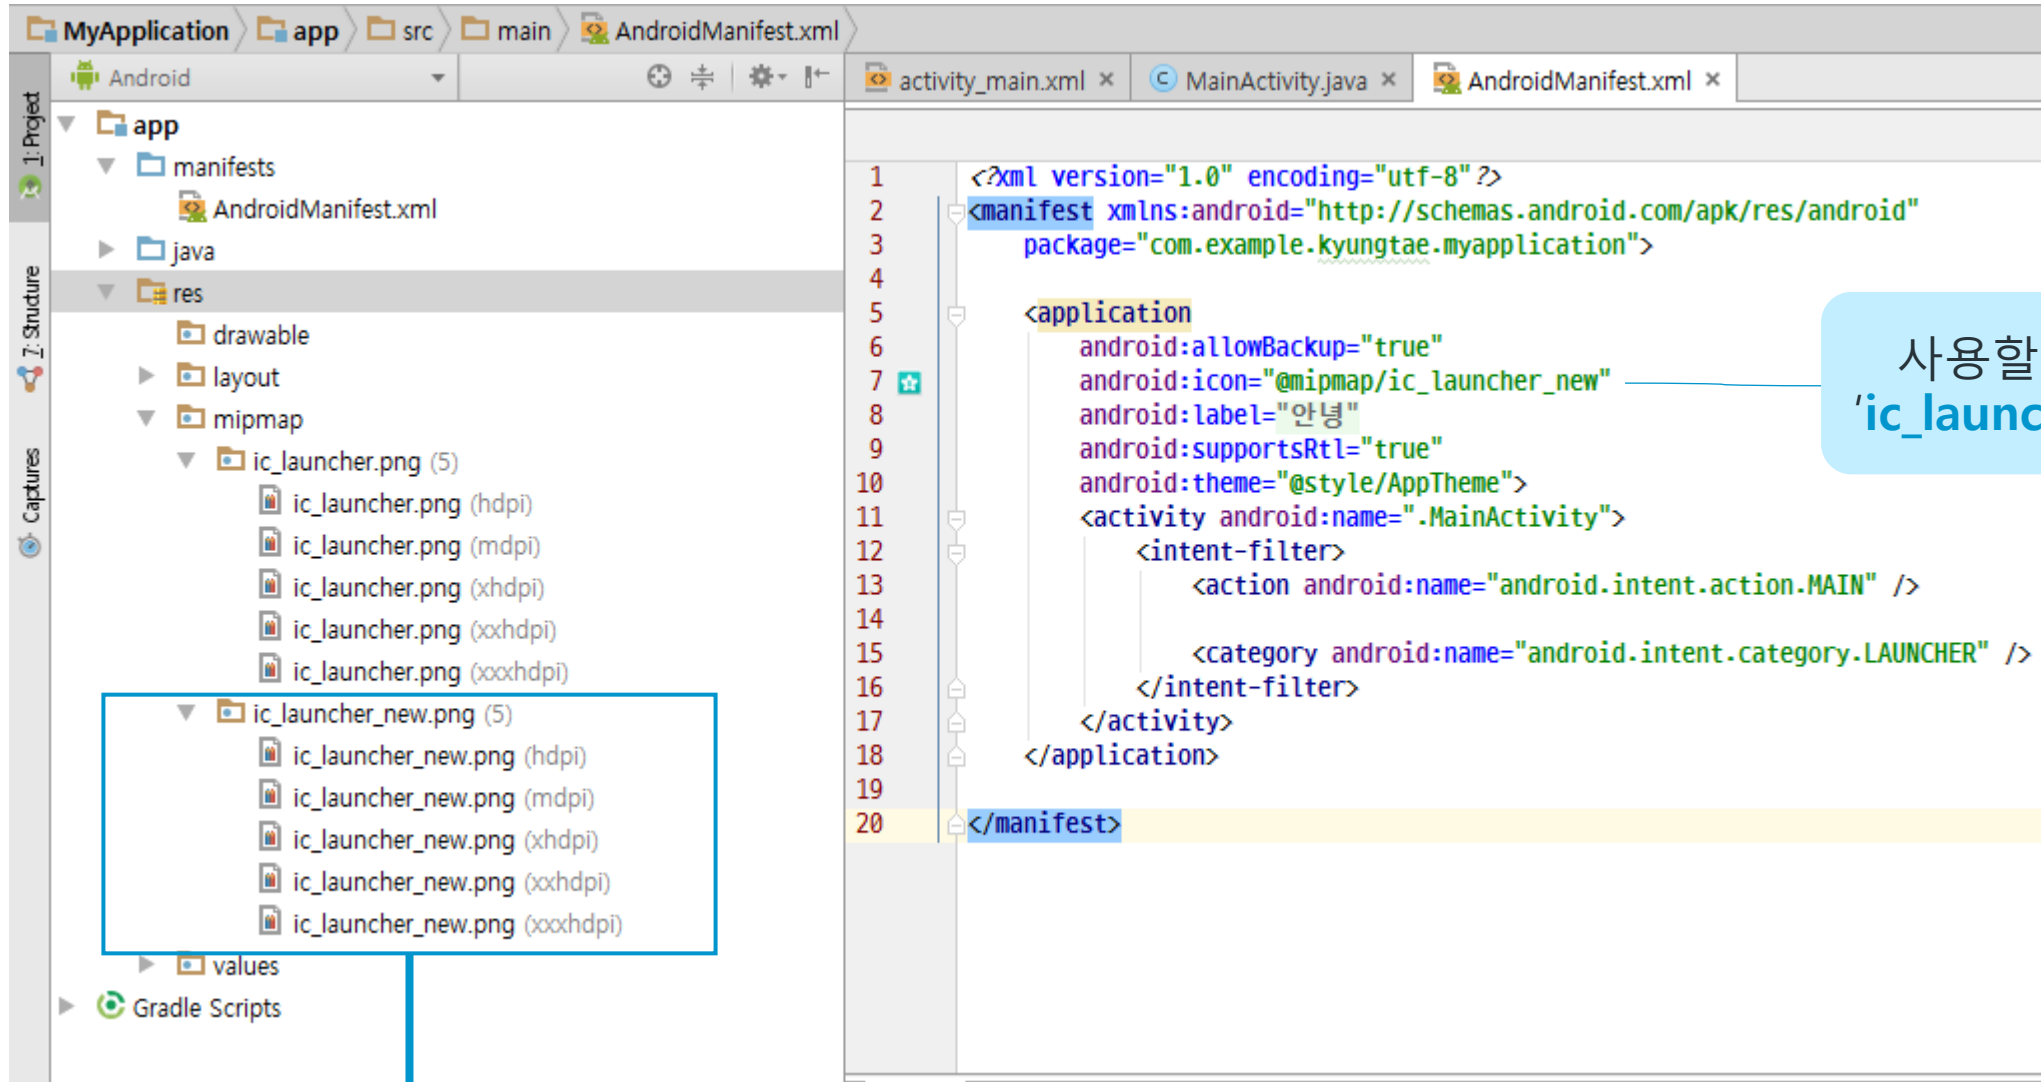 MyApplication app src main AndroidManifest.xml
Android
activity_main.xml MainActivity.java AndroidManifest.xml
1: Project
7: Structure
Captures
app
manifests
AndroidManifest.xml
java
res
drawable
layout
mipmap
ic_launcher.png (5)
ic_launcher.png (hdpi)
ic_launcher.png (mdpi)
ic_launcher.png (xhdpi)
ic_launcher.png (xxhdpi)
ic_launcher.png (xxxhdpi)
ic_launcher_new.png (5)
ic_launcher_new.png (hdpi)
ic_launcher_new.png (mdpi)
ic_launcher_new.png (xhdpi)
ic_launcher_new.png (xxhdpi)
ic_launcher_new.png (xxxhdpi)
values
Gradle Scripts
1 <?xml version="1.0" encoding="utf-8"?>
2 <manifest xmlns:android="http://schemas.android.com/apk/res/android"
3 package="com.example.kyungtae.myapplication">
4
5 <application
6 android:allowBackup="true"
7 android:icon="@mipmap/ic_launcher_new"
8 android:label="안녕"
9 android:supportsRtl="true"
10 android:theme="@style/AppTheme">
11 <activity android:name=".MainActivity">
12 <intent-filter>
13 <action android:name="android.intent.action.MAIN" />
14
15 <category android:name="android.intent.category.LAUNCHER" />
16 </intent-filter>
17 </activity>
18 </application>
19
20 </manifest>
사용할
‘ic_launc